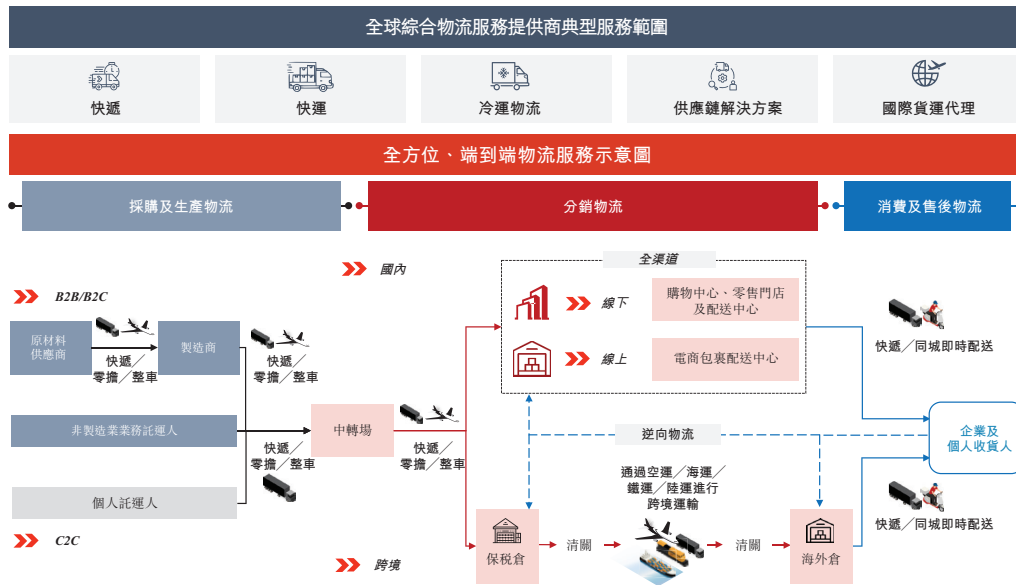 全球綜合物流服務提供商典型服務範圍
快遞
快運
冷運物流
供應鏈解決方案
國際貨運代理
全方位、端到端物流服務示意圖
採購及生產物流
分銷物流
消費及售後物流
國內
全渠道
B2B/B2C
線下
購物中心、零售門店
及配送中心
原材料
供應商
製造商
快遞／
零擔／整車
快遞／
零擔／整車
線上
電商包裹配送中心
快遞／同城即時配送
非製造業業務託運人
中轉場
快遞／
零擔／整車
快遞／
零擔／整車
逆向物流
企業及
個人收貨人
個人託運人
通過空運／海運／
鐵運／陸運進行
跨境運輸
快遞／同城即時配送
C2C
跨境
保税倉
清關
清關
海外倉